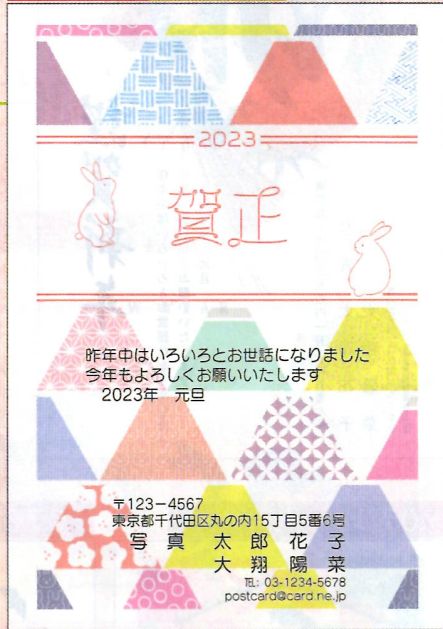 2023
賀正
昨年中はいろいろとお世話になりました
今年もよろしくお願いいたします
2023年　元旦
〒123-4567
東京都千代田区丸の内15丁目5番6号
写　真　太　郎　花　子
大　翔　陽　菜
TEL: 03-1234-5678
postcard@card.ne.jp